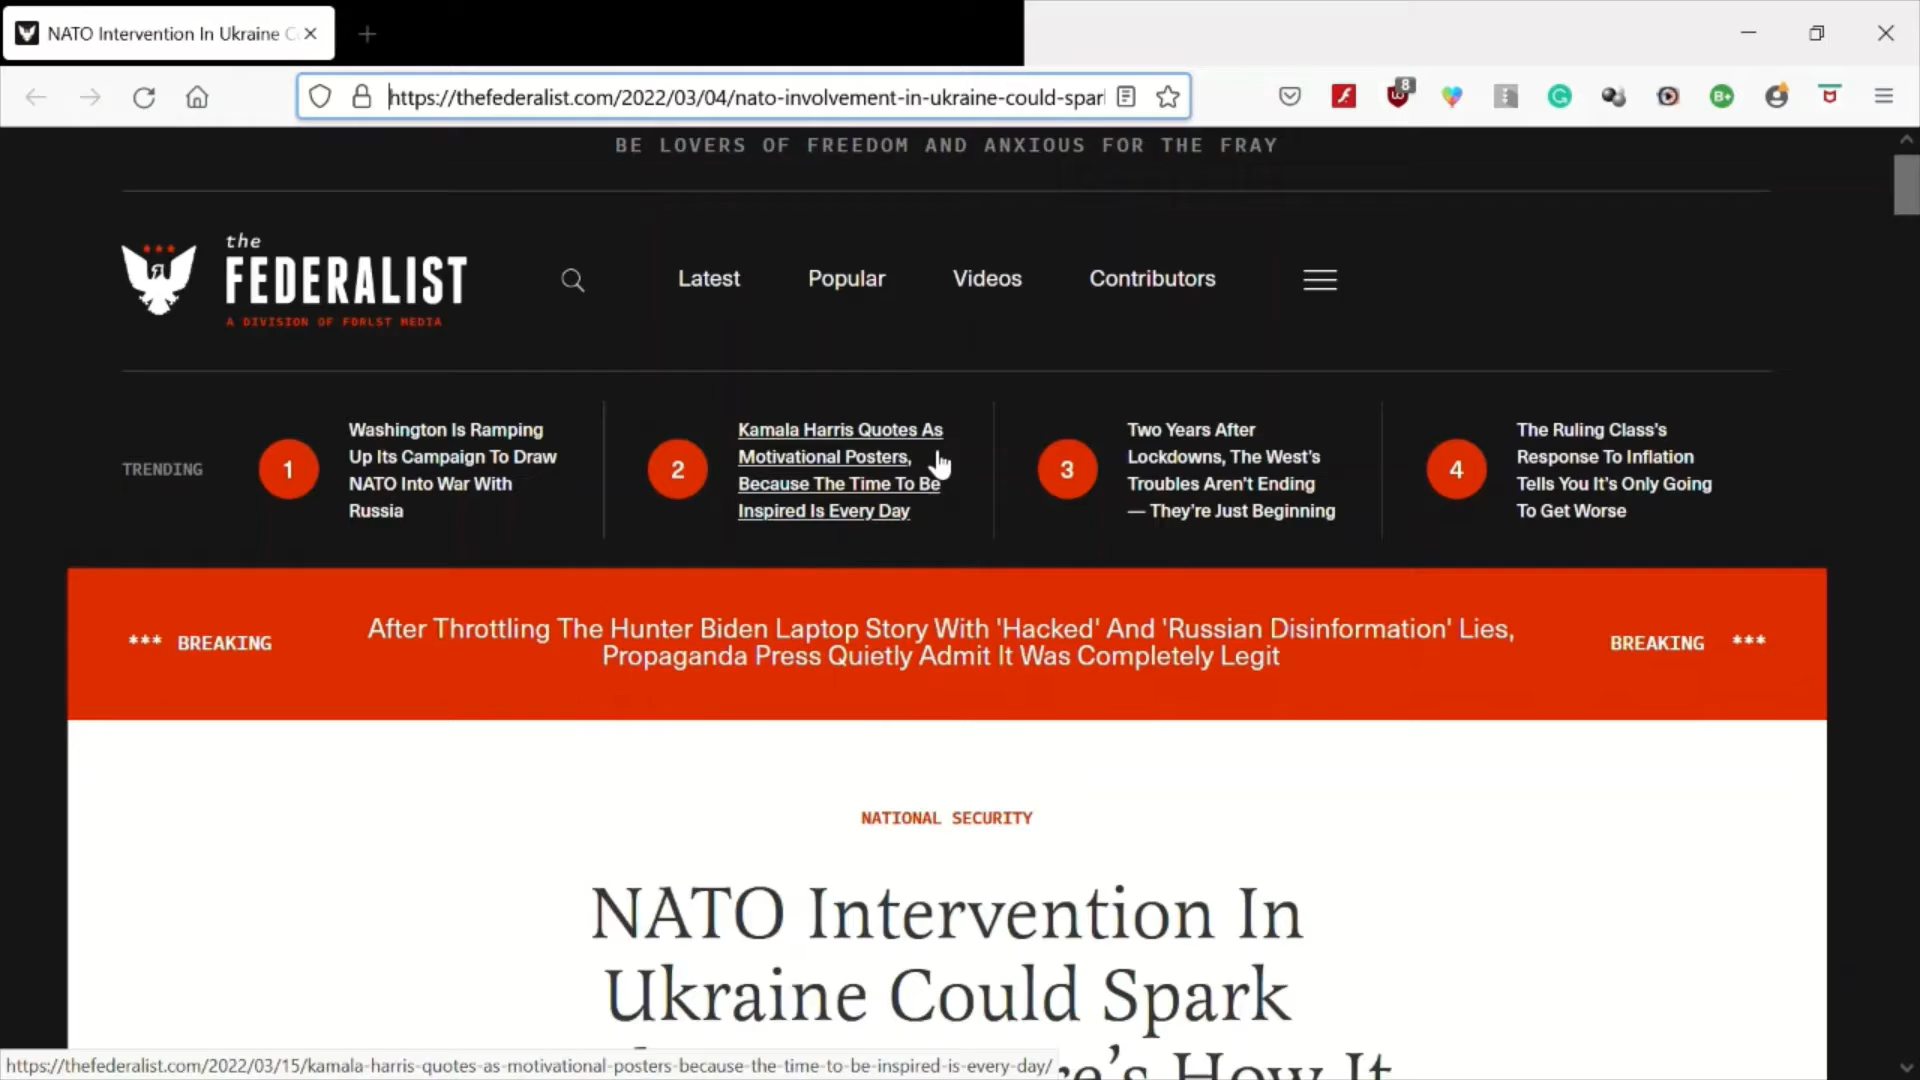 NATO Intervention In Ukraine
https://thefederalist.com/2022/03/04/nato-involvement-in-ukraine-could-spar
8
BE LOVERS OF FREEDOM AND ANXIOUS FOR THE FRAY
the
FEDERALIST
A DIVISION OF FDRLST MEDIA
Latest
Popular
Videos
Contributors
TRENDING
1
Washington Is Ramping
Up Its Campaign To Draw
NATO Into War With
Russia
2
Kamala Harris Quotes As
Motivational Posters,
Because The Time To Be
Inspired Is Every Day
3
Two Years After
Lockdowns, The West's
Troubles Aren't Ending
— They're Just Beginning
4
The Ruling Class's
Response To Inflation
Tells You It's Only Going
To Get Worse
*** BREAKING
After Throttling The Hunter Biden Laptop Story With 'Hacked' And 'Russian Disinformation' Lies,
Propaganda Press Quietly Admit It Was Completely Legit
BREAKING ***
NATIONAL SECURITY
NATO Intervention In
Ukraine Could Spark
How It
https://thefederalist.com/2022/03/15/kamala-harris-quotes-as-motivational-posters-because-the-time-to-be-inspired-is-every-day/